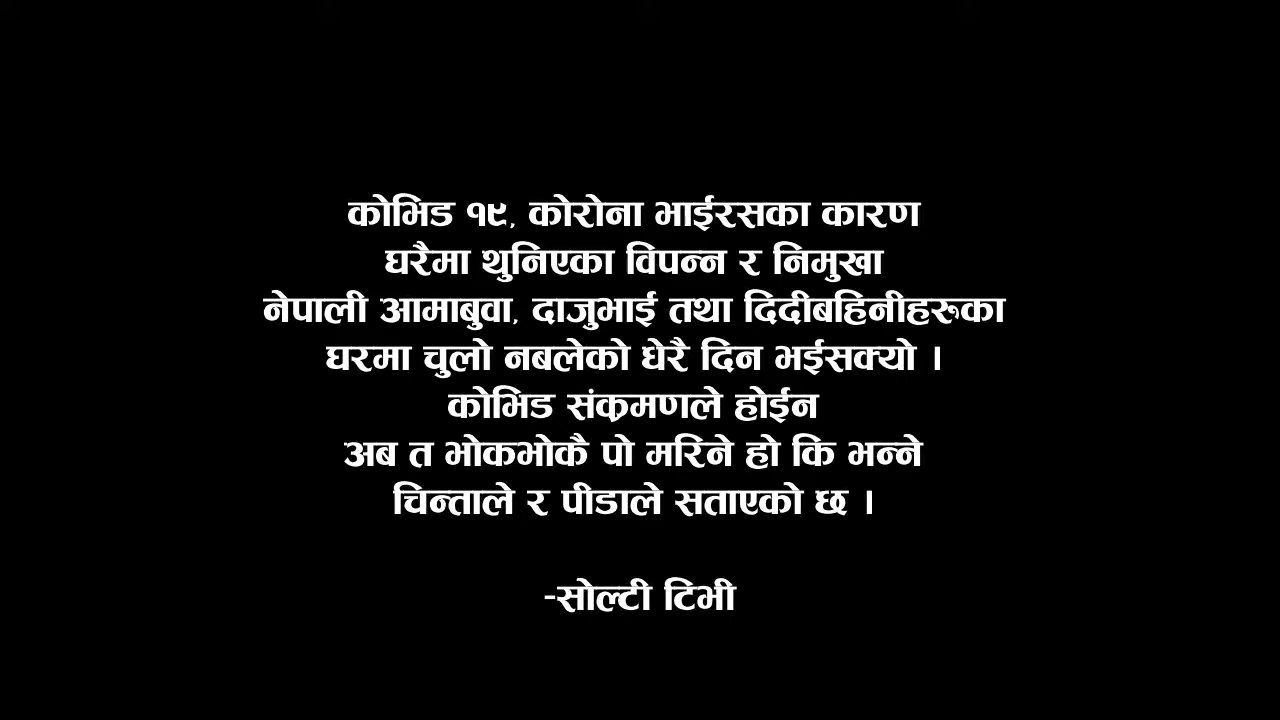 कोभिड १९, कोरोना भाईरसका कारण
घरैमा थुनिएका विपन्न र निमुखा
नेपाली आमाबुवा, दाजुभाई तथा दिदीबहिनीहरूका
घरमा चुलो नबलेको धेरै दिन भईसक्यो ।
कोभिड संक्रमणले होईन
अब त भोकभोकै पो मरिने हो कि भन्ने
चिन्ताले र पीडाले सताएको छ ।
-सोल्टी टिभी